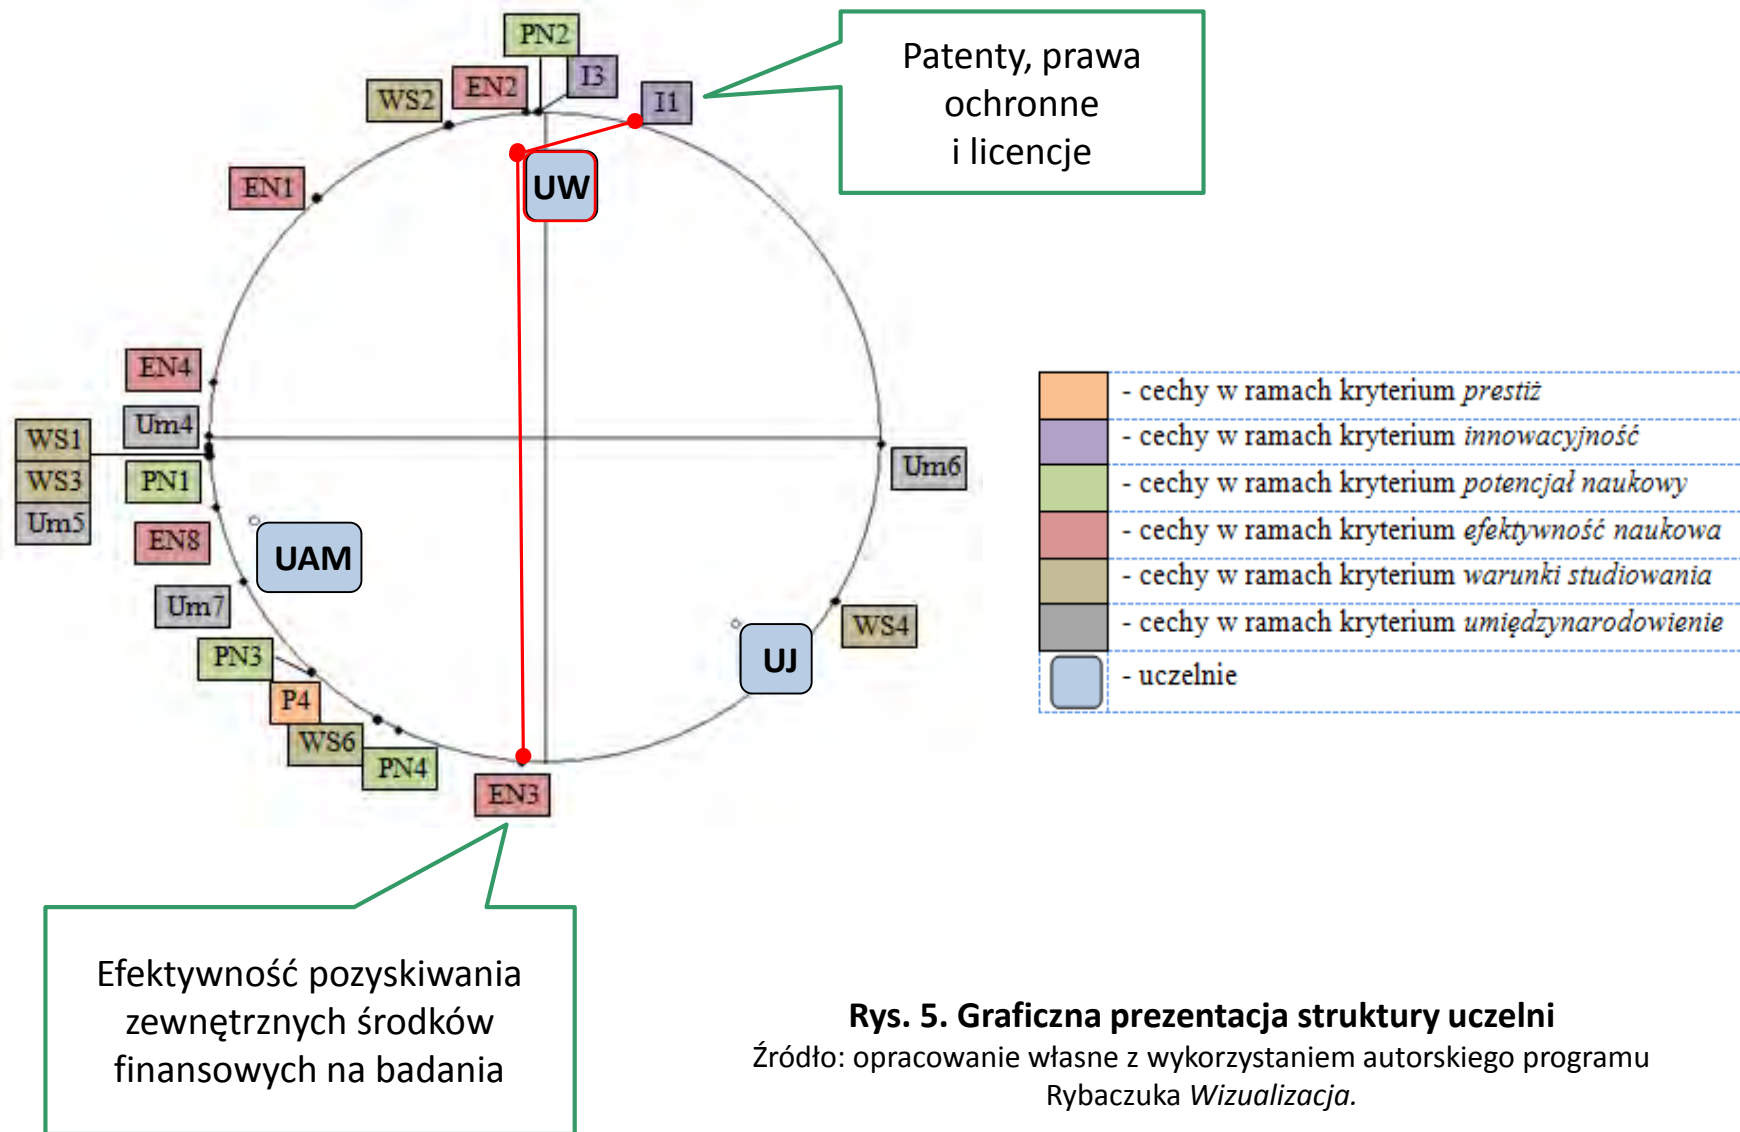 PN2
I3
EN2
I1
WS2
Patenty, prawa
ochronne
i licencje
EN1
UW
EN4
Um4
WS1
WS3
Um5
PN1
EN8
Um6
UAM
Um7
WS4
UJ
PN3
P4
WS6
PN4
EN3
- cechy w ramach kryterium prestiż
- cechy w ramach kryterium innowacyjność
- cechy w ramach kryterium potencjał naukowy
- cechy w ramach kryterium efektywność naukowa
- cechy w ramach kryterium warunki studiowania
- cechy w ramach kryterium umiędzynarodowienie
- uczelnie
Efektywność pozyskiwania
zewnętrznych środków
finansowych na badania
Rys. 5. Graficzna prezentacja struktury uczelni
Źródło: opracowanie własne z wykorzystaniem autorskiego programu
Rybaczuka Wizualizacja.